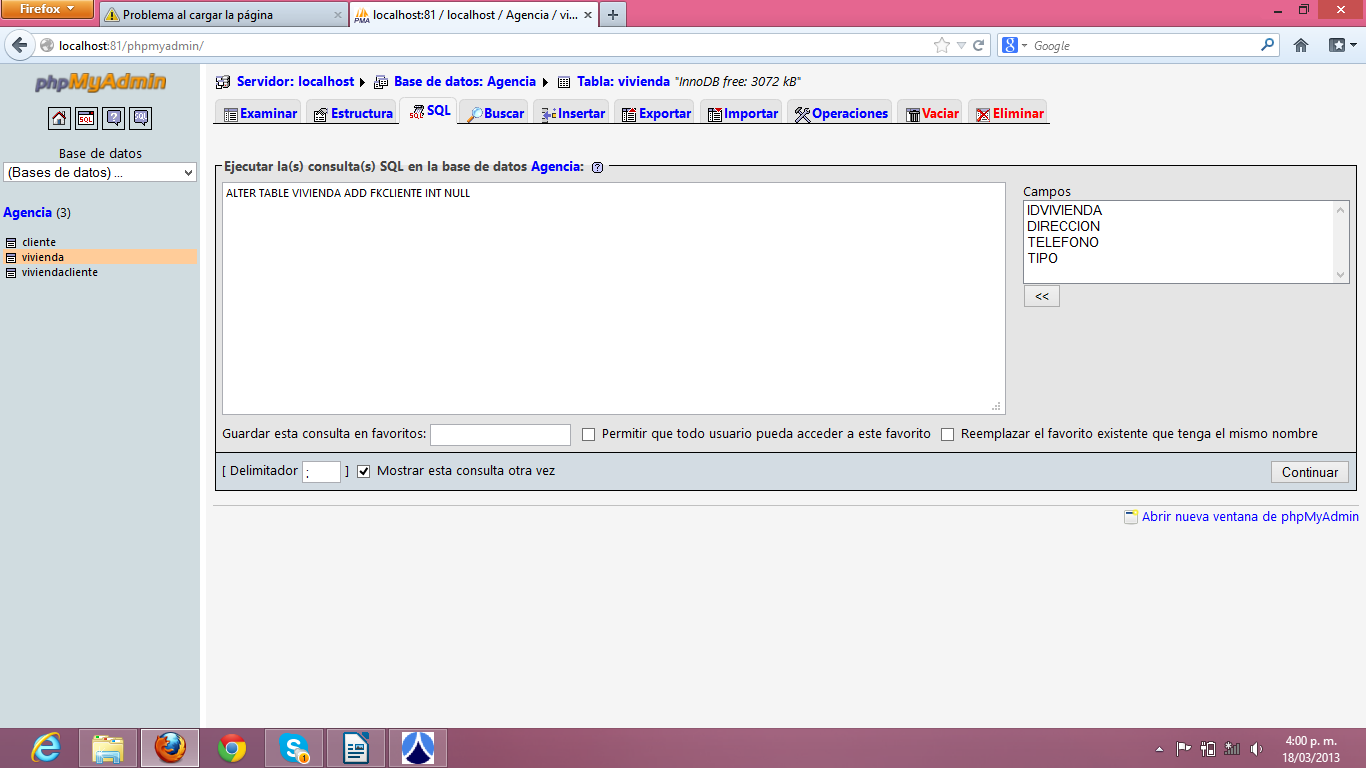 Firefox
Problema al cargar la página
PMA
localhost:81 / localhost / Agencia / vi...
localhost:81/phpmyadmin/
Google
phpMyAdmin
SQL
Base de datos
(Bases de datos) ...
Agencia (3)
cliente
vivienda
viviendacliente
Servidor: localhost
Base de datos: Agencia
Tabla: vivienda "InnoDB free: 3072 kB"
Examinar
Estructura
SQL
Buscar
Insertar
Exportar
Importar
Operaciones
Vaciar
Eliminar
Ejecutar la(s) consulta(s) SQL en la base de datos Agencia:
ALTER TABLE VIVIENDA ADD FKCLIENTE INT NULL
Campos
IDVIVIENDA
DIRECCION
TELEFONO
TIPO
<<
Guardar esta consulta en favoritos:
Permitir que todo usuario pueda acceder a este favorito
Reemplazar el favorito existente que tenga el mismo nombre
[ Delimitador ; ]
Mostrar esta consulta otra vez
Continuar
Abrir nueva ventana de phpMyAdmin
1
4:00 p. m.
18/03/2013